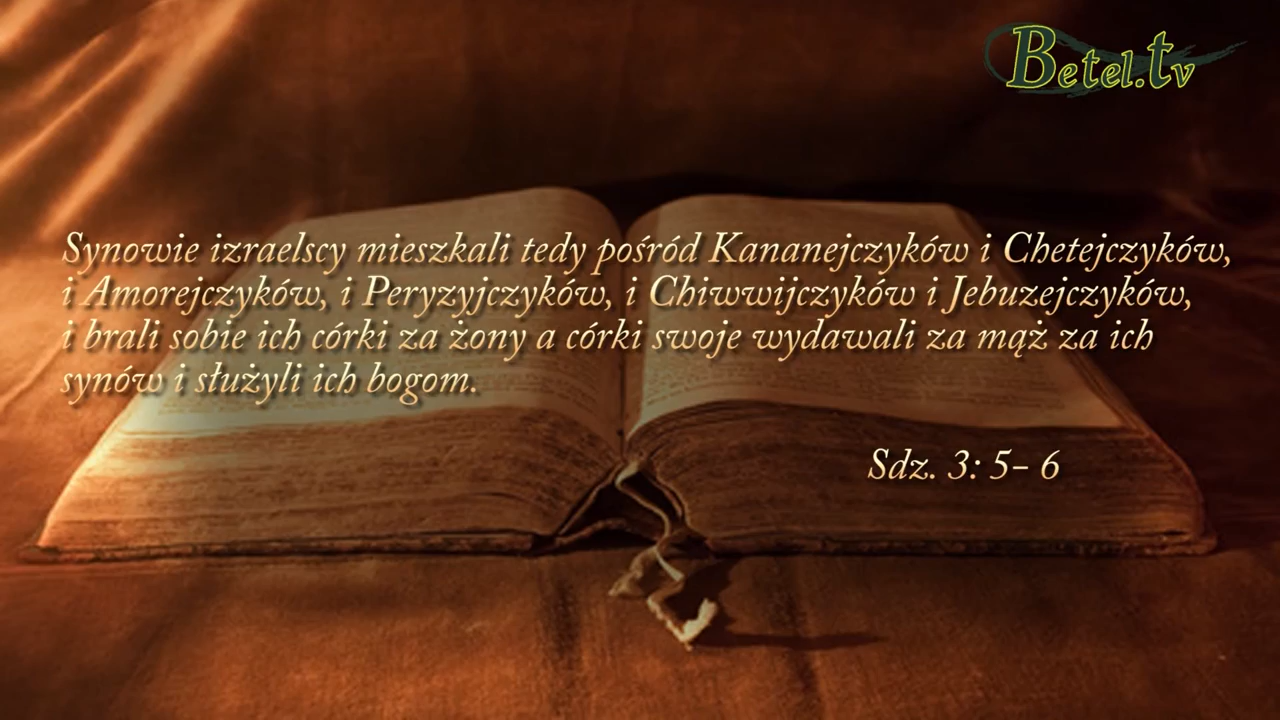 Betel.tv
Synowie izraelscy mieszkali tedy pośród Kananejczyków i Chetejczyków,
i Amorejczyków, i Peryzyjczyków, i Chiwwijczyków i Jebuzejczyków,
i brali sobie ich córki za żony a córki swoje wydawali za mąż za ich
synów i służyli ich bogom.
Sdz. 3: 5– 6